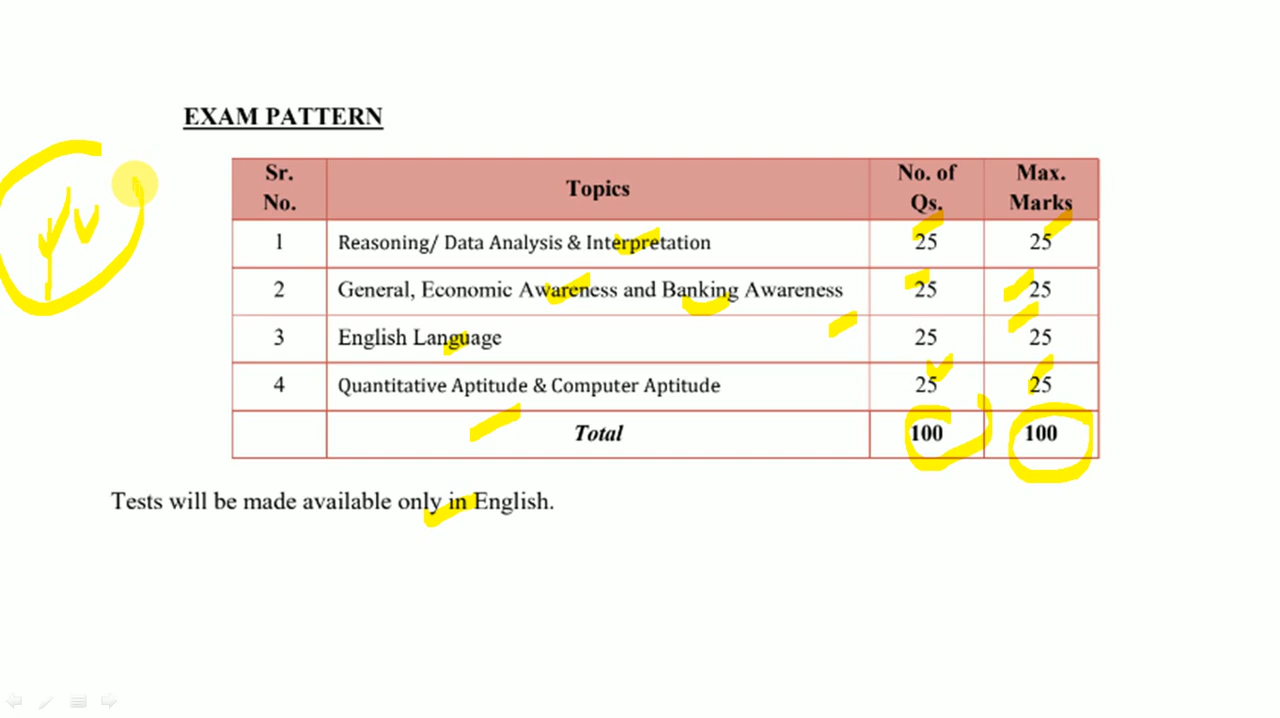 EXAM PATTERN
Sr. No. Topics No. of Qs. Max. Marks
1 Reasoning/ Data Analysis & Interpretation 25 25
2 General, Economic Awareness and Banking Awareness 25 25
3 English Language 25 25
4 Quantitative Aptitude & Computer Aptitude 25 25
Total 100 100
Tests will be made available only in English.